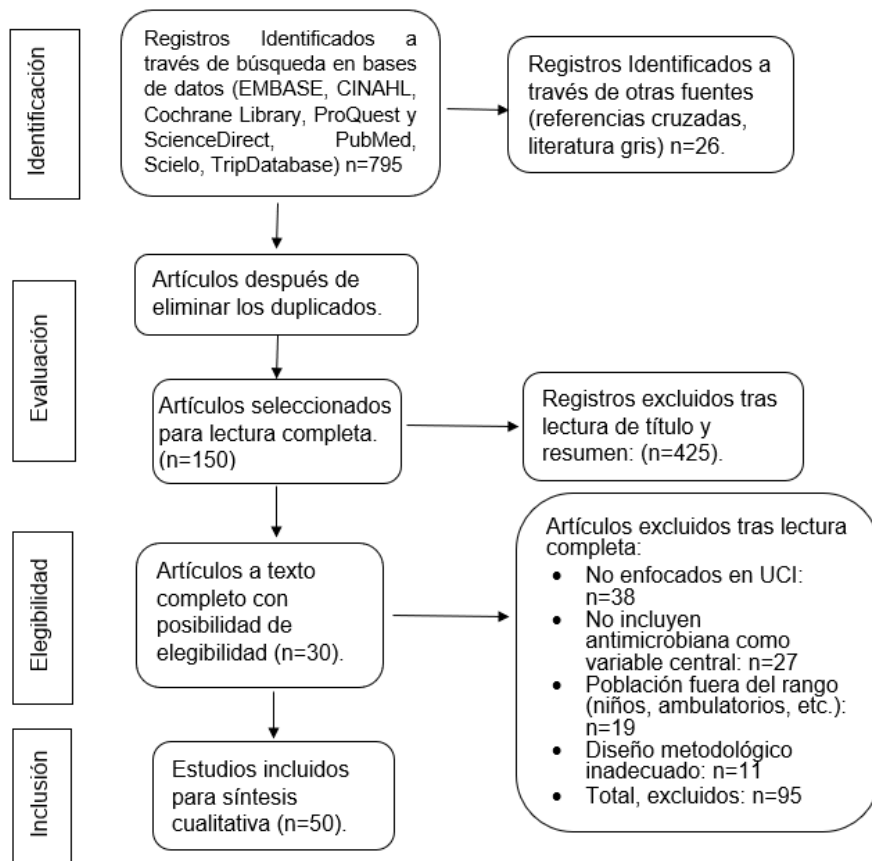 Identificación
Registros Identificados a
través de búsqueda en bases
de datos (EMBASE, CINAHL,
Cochrane Library, ProQuest y
ScienceDirect, PubMed,
Scielo, TripDatabase) n=795
Registros Identificados a
través de otras fuentes
(referencias cruzadas,
literatura gris) n=26.
Evaluación
Artículos después de
eliminar los duplicados.
Artículos seleccionados
para lectura completa.
(n=150)
Registros excluidos tras
lectura de título y
resumen: (n=425).
Elegibilidad
Artículos a texto
completo con
posibilidad de
elegibilidad (n=30).
Artículos excluidos tras lectura
completa:
• No enfocados en UCI:
n=38
• No incluyen
antimicrobiana como
variable central: n=27
• Población fuera del rango
(niños, ambulatorios, etc.):
n=19
• Diseño metodológico
inadecuado: n=11
• Total, excluidos: n=95
Inclusión
Estudios incluidos
para síntesis
cualitativa (n=50).